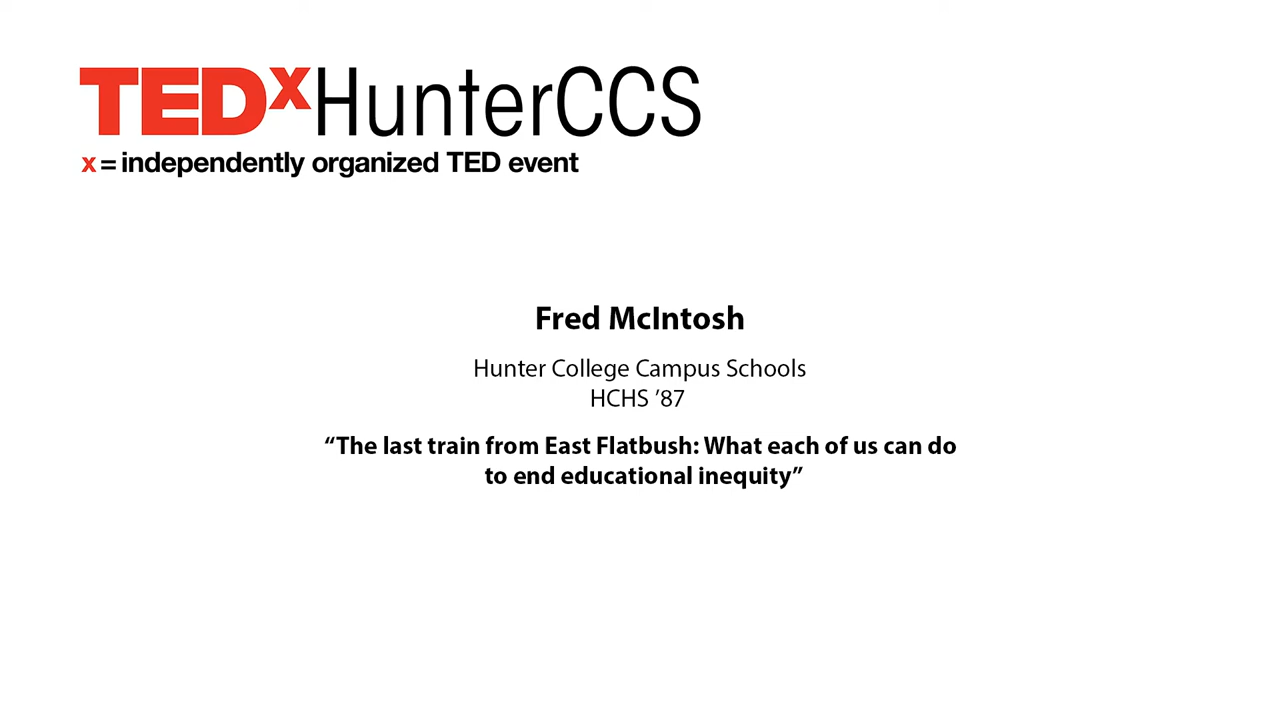 TEDxHunterCCS
x = independently organized TED event
Fred McIntosh
Hunter College Campus Schools
HCHS ’87
“The last train from East Flatbush: What each of us can do
to end educational inequity”